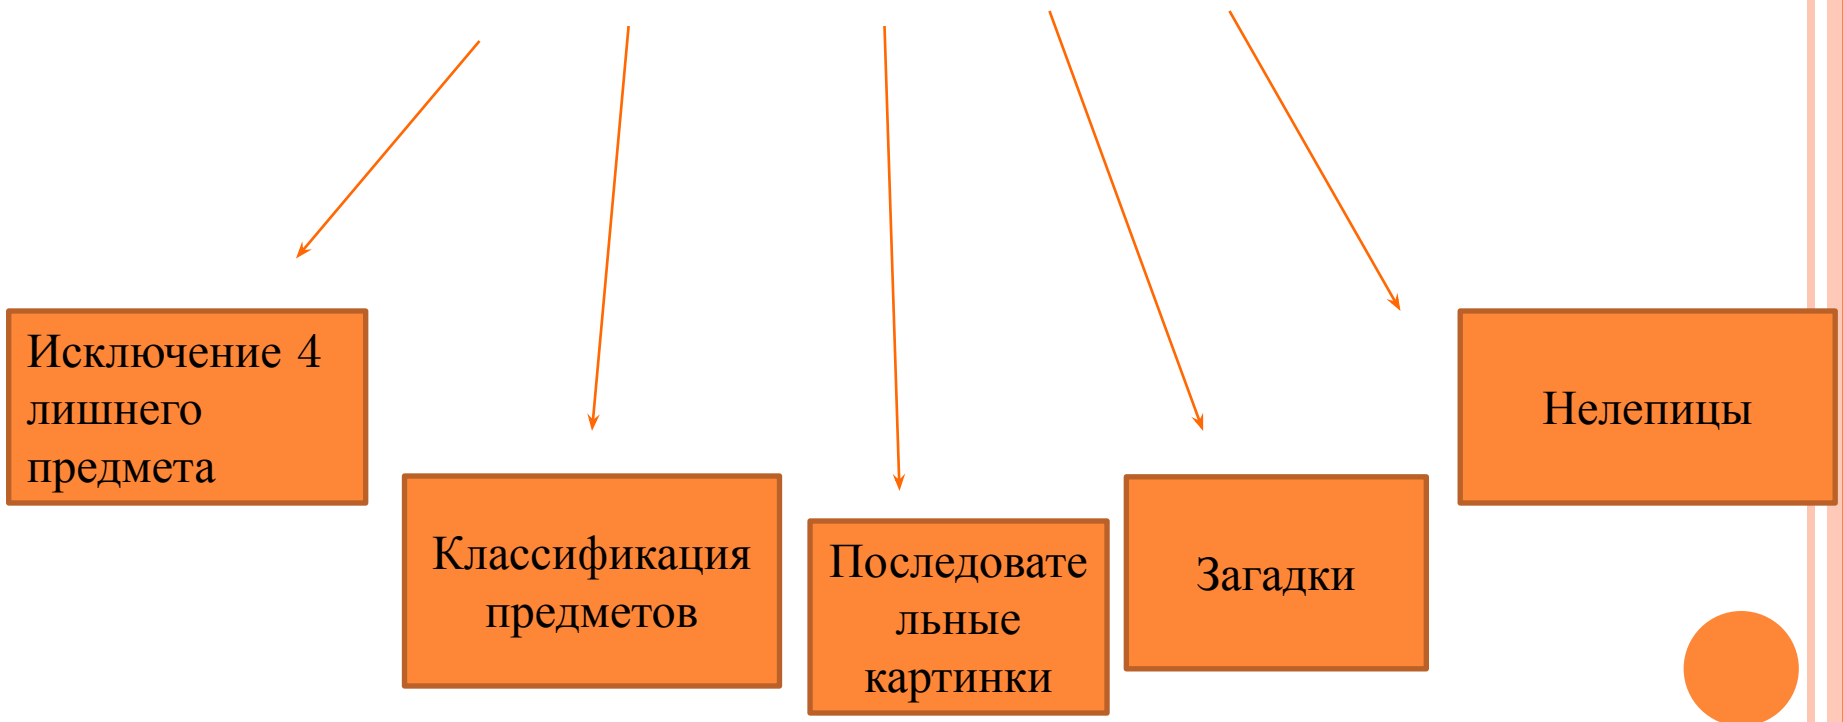 Исключение 4
лишнего
предмета
Классификация
предметов
Последовате
льные
картинки
Загадки
Нелепицы